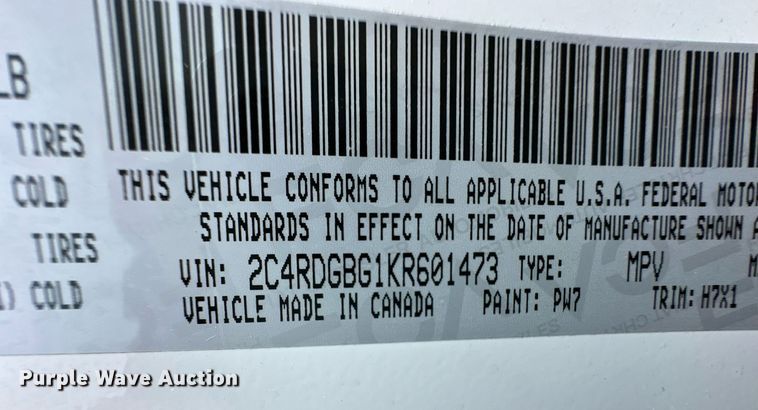 LB
TIRES
COLD
THIS VEHICLE CONFORMS TO ALL APPLICABLE U.S.A. FEDERAL MOTO
TIRES
STANDARDS IN EFFECT ON THE DATE OF MANUFACTURE SHOWN A
VIN: 2C4RDGBG1KR601473 TYPE: MPV M
) COLD
VEHICLE MADE IN CANADA PAINT: PW7 TRIM: H7X1
Purple Wave Auction